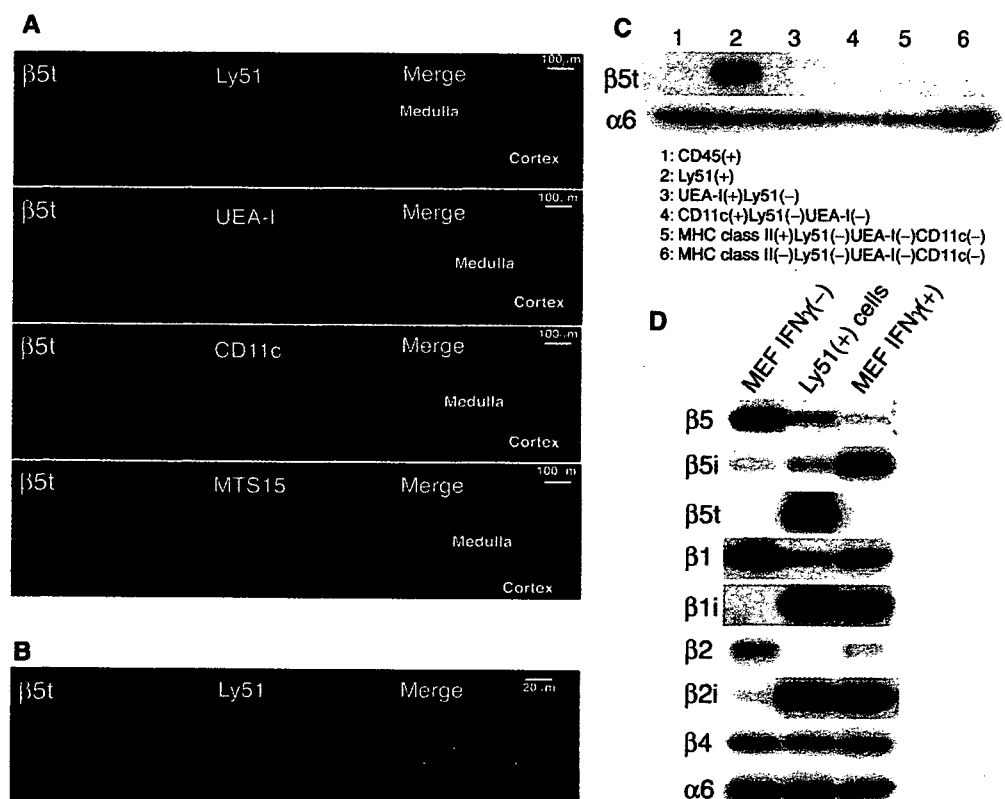 A
β5t Ly51 Merge 100 m
Medulla
Cortex
β5t UEA-I Merge 100 m
Medulla
Cortex
β5t CD11c Merge 100 m
Medulla
Cortex
β5t MTS15 Merge 100 m
Medulla
Cortex
B
β5t Ly51 Merge 20 m
C
1 2 3 4 5 6
β5t
α6
1: CD45(+)
2: Ly51(+)
3: UEA-I(+)Ly51(–)
4: CD11c(+)Ly51(–)UEA-I(–)
5: MHC class II(+)Ly51(–)UEA-I(–)CD11c(–)
6: MHC class II(–)Ly51(–)UEA-I(–)CD11c(–)
D
MEF IFNγ(–)
Ly51(+) cells
MEF IFNγ(+)
β5
β5i
β5t
β1
β1i
β2
β2i
β4
α6